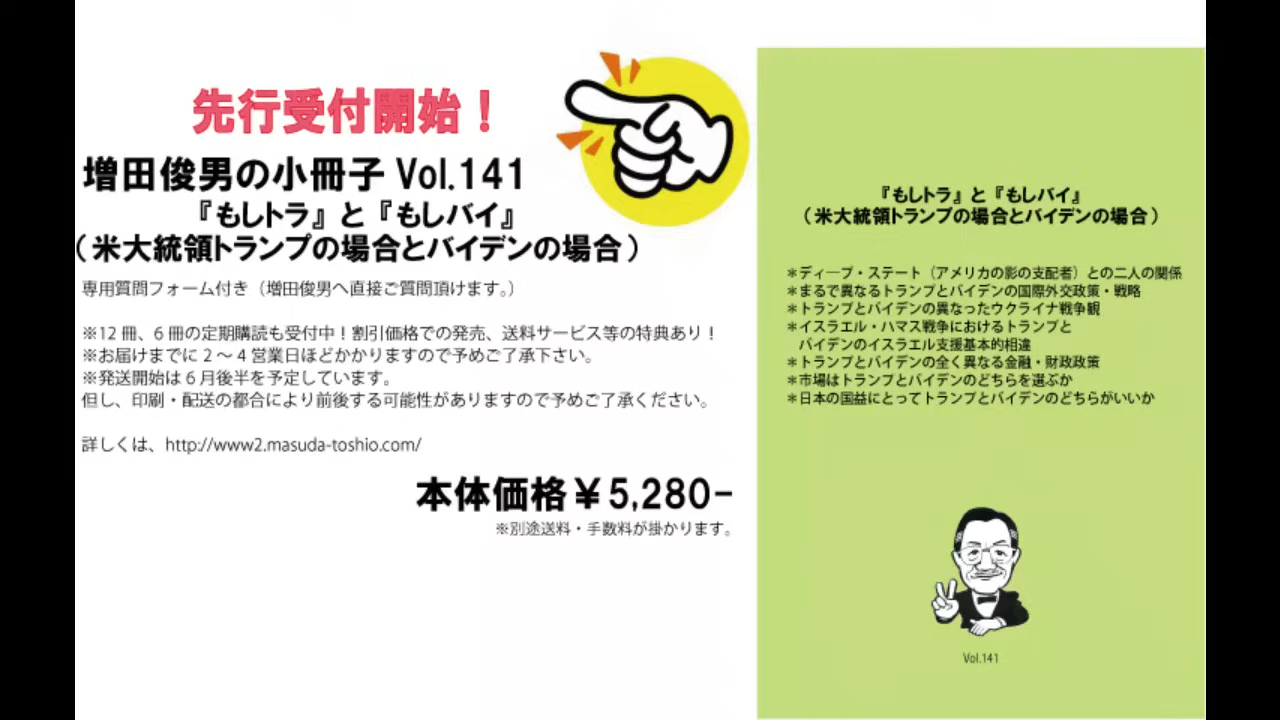 先行受付開始！
増田俊男の小冊子 Vol.141
『もしトラ』と『もしバイ』
（米大統領トランプの場合とバイデンの場合）
専用質問フォーム付き（増田俊男へ直接ご質問頂けます。）
※12 冊、6 冊の定期購読も受付中！割引価格での発売、送料サービス等の特典あり！
※お届けまでに 2 ～ 4 営業日ほどかかりますので予めご了承下さい。
※発送開始は 6 月後半を予定しています。
但し、印刷・配送の都合により前後する可能性がありますので予めご了承ください。
詳しくは、http://www2.masuda-toshio.com/
本体価格￥5,280−
※別途送料・手数料が掛かります。
『もしトラ』と『もしバイ』
（米大統領トランプの場合とバイデンの場合）
＊ディ―プ・ステート（アメリカの影の支配者）との二人の関係
＊まるで異なるトランプとバイデンの国際外交政策・戦略
＊トランプとバイデンの異なったウクライナ戦争観
＊イスラエル・ハマス戦争におけるトランプと
バイデンのイスラエル支援基本的相違
＊トランプとバイデンの全く異なる金融・財政政策
＊市場はトランプとバイデンのどちらを選ぶか
＊日本の国益にとってトランプとバイデンのどちらがいいか
Vol.141